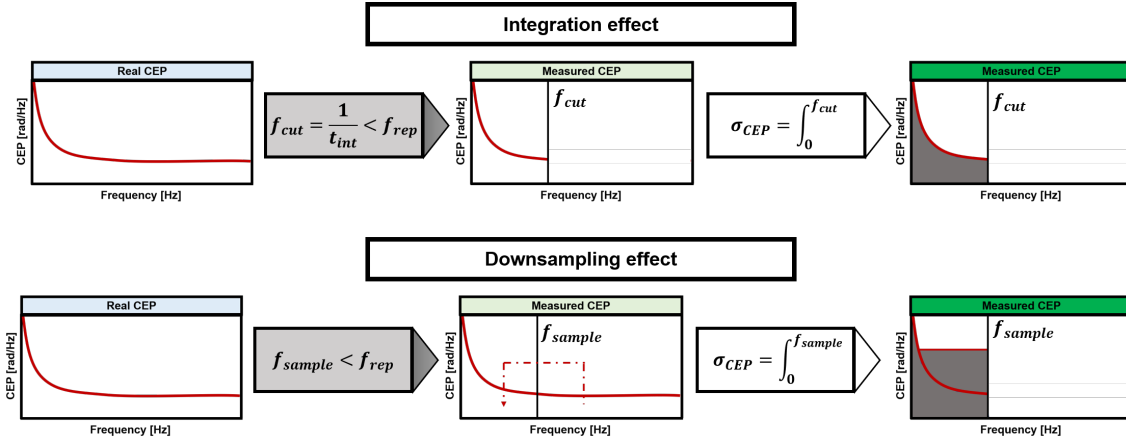 Integration effect
Real CEP
CEP [rad/Hz]
Frequency [Hz]
f_cut = 1/t_int < f_rep
Measured CEP
CEP [rad/Hz]
f_cut
Frequency [Hz]
σ_CEP = ∫_0^f_cut
Measured CEP
CEP [rad/Hz]
f_cut
Frequency [Hz]
Downsampling effect
Real CEP
CEP [rad/Hz]
Frequency [Hz]
f_sample < f_rep
Measured CEP
CEP [rad/Hz]
f_sample
Frequency [Hz]
σ_CEP = ∫_0^f_sample
Measured CEP
CEP [rad/Hz]
f_sample
Frequency [Hz]